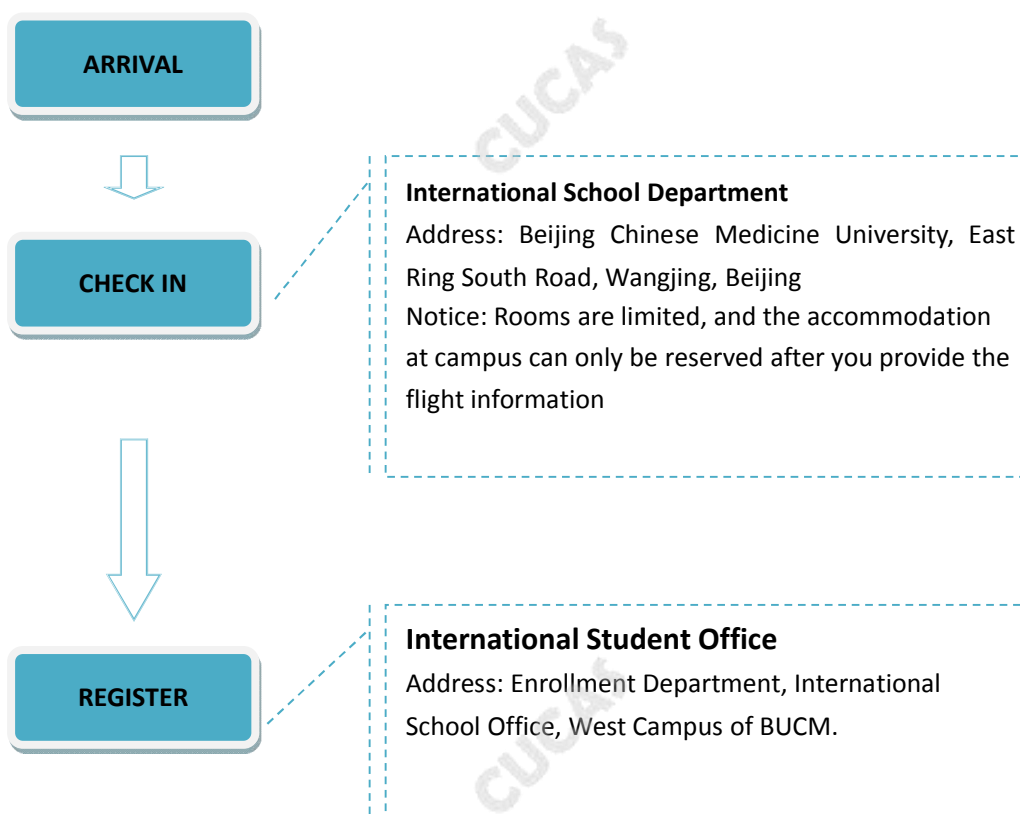 ARRIVAL
CUCAS
International School Department
Address: Beijing Chinese Medicine University, East
Ring South Road, Wangjing, Beijing
CHECK IN
Notice: Rooms are limited, and the accommodation
at campus can only be reserved after you provide the
flight information
International Student Office
Address: Enrollment Department, International
School Office, West Campus of BUCM.
REGISTER
CUCAS